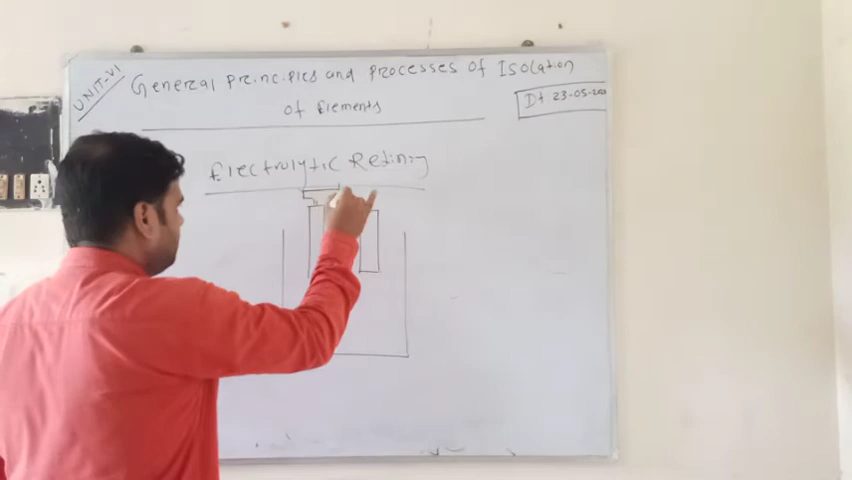 UNIT-VI
General Principles and Processes of Isolation
of Elements
Dt 23-05-
Electrolytic Refining